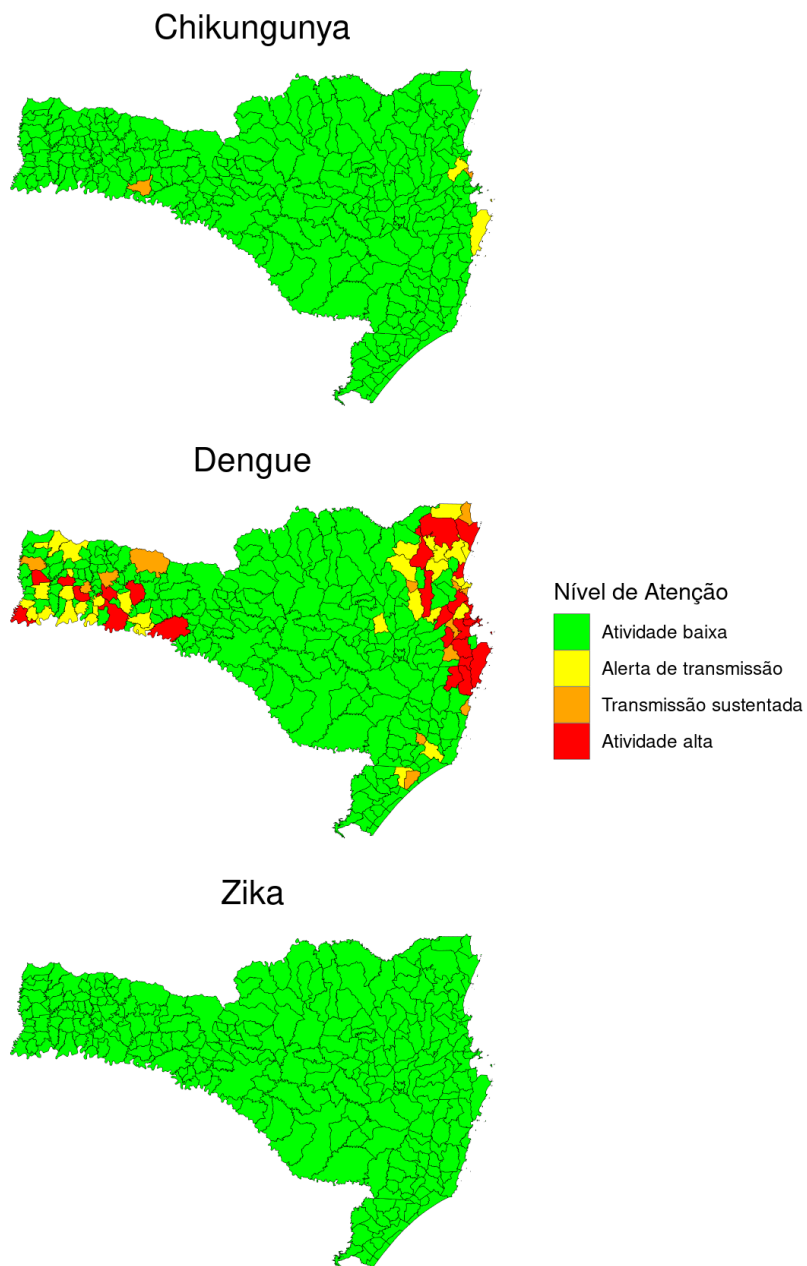 Chikungunya
Dengue
Nível de Atenção
Atividade baixa
Alerta de transmissão
Transmissão sustentada
Atividade alta
Zika